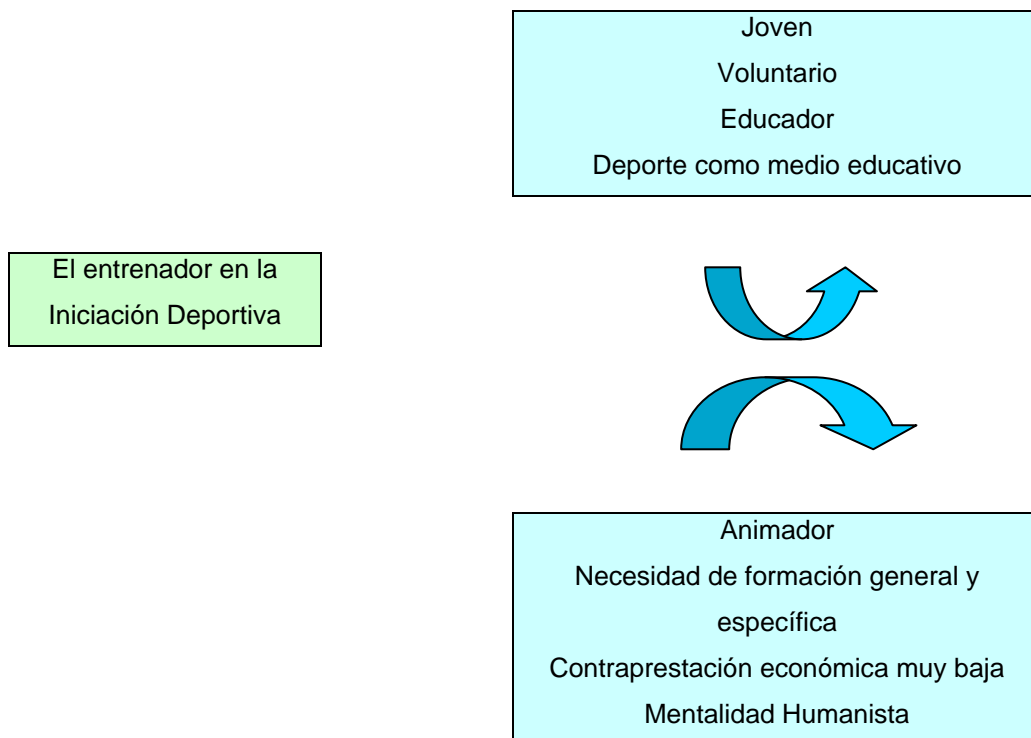 Joven
Voluntario
Educador
Deporte como medio educativo
El entrenador en la
Iniciación Deportiva
Animador
Necesidad de formación general y
específica
Contraprestación económica muy baja
Mentalidad Humanista